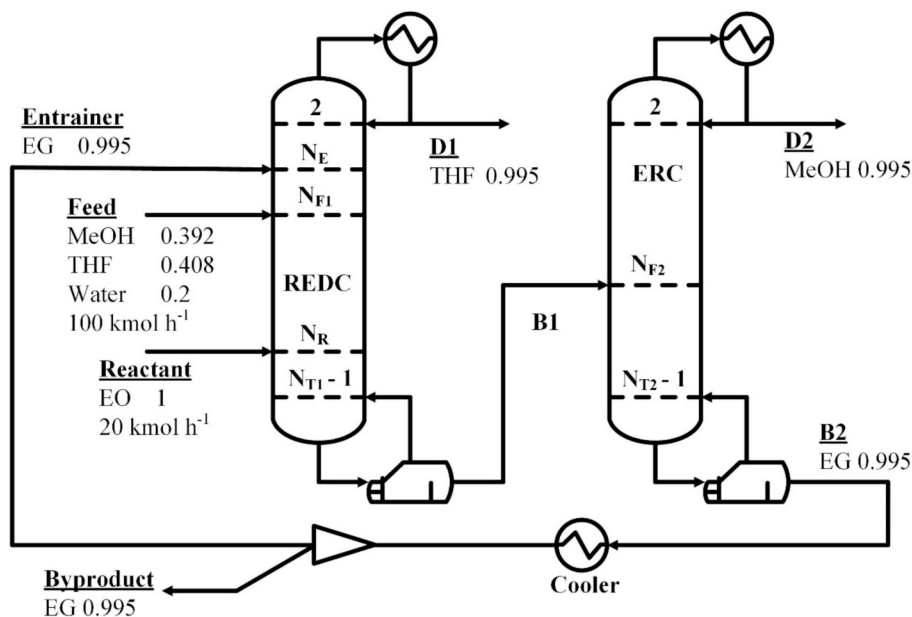 Entrainer
EG 0.995
Feed
MeOH 0.392
THF 0.408
Water 0.2
100 kmol h⁻¹
Reactant
EO 1
20 kmol h⁻¹
2
N_E
N_F1
REDC
N_R
N_T1 - 1
D1
THF 0.995
B1
2
ERC
N_F2
N_T2 - 1
D2
MeOH 0.995
B2
EG 0.995
Cooler
Byproduct
EG 0.995